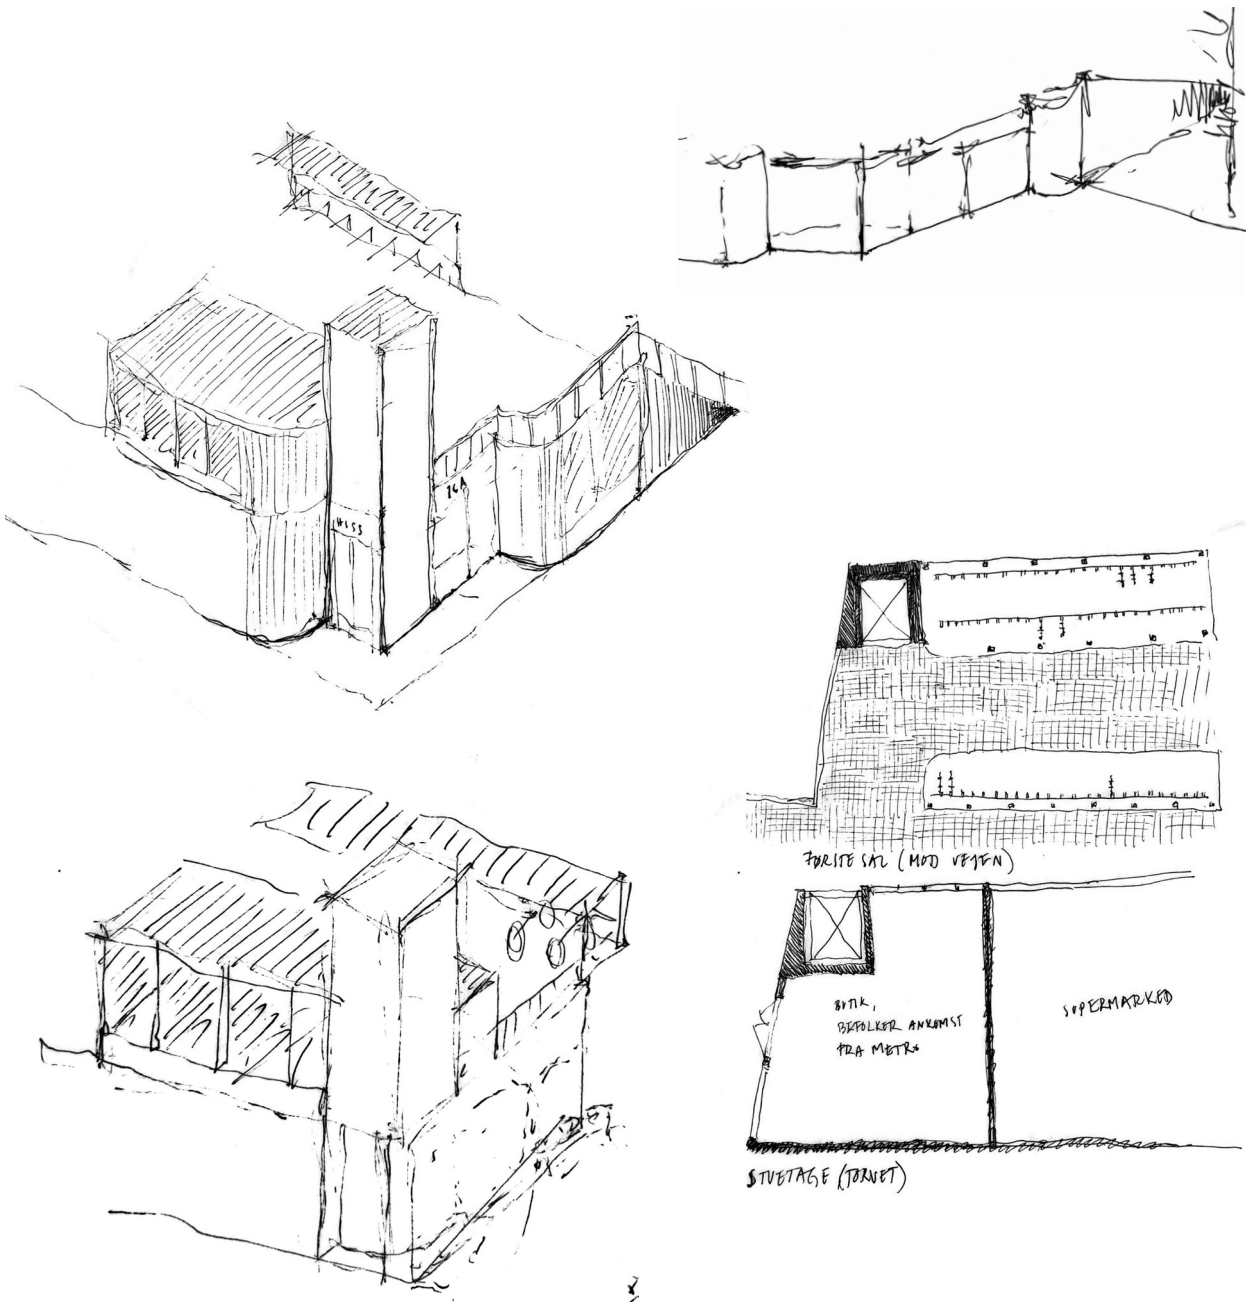 HISS
ICA
FØRSTE SAL (MOD VEJEN)
BUTIK,
BEFOLKER ANKOMST
FRA METRO
SUPERMARKED
STUETAGE (TORVET)